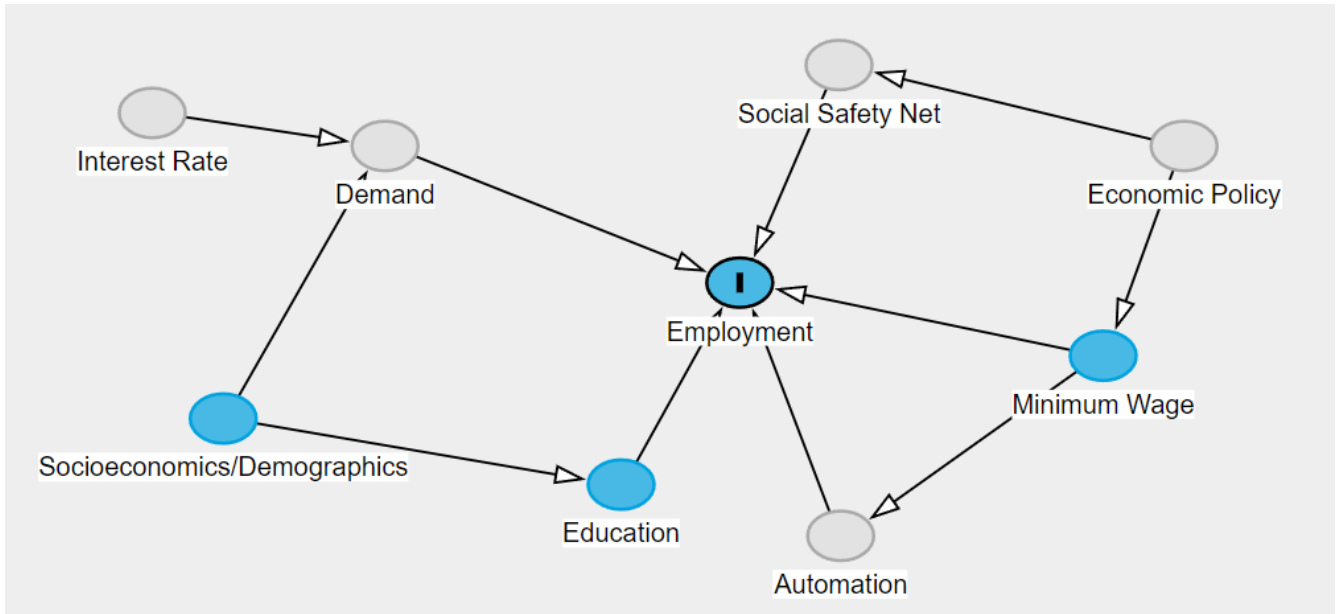 Social Safety Net
Interest Rate
Demand
Economic Policy
I
Employment
Minimum Wage
Socioeconomics/Demographics
Education
Automation